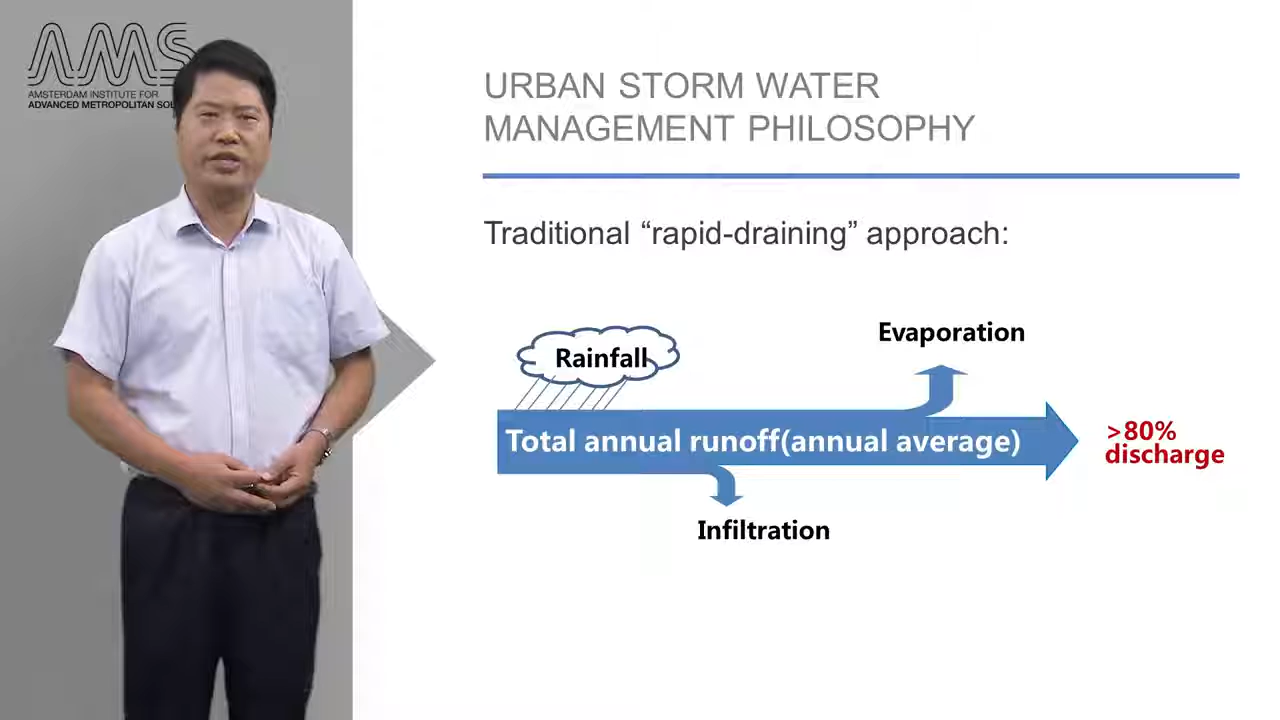 AMS
AMSTERDAM INSTITUTE FOR
ADVANCED METROPOLITAN
URBAN STORM WATER
MANAGEMENT PHILOSOPHY
Traditional “rapid-draining” approach:
Evaporation
Rainfall
Total annual runoff(annual average)
>80%
discharge
Infiltration